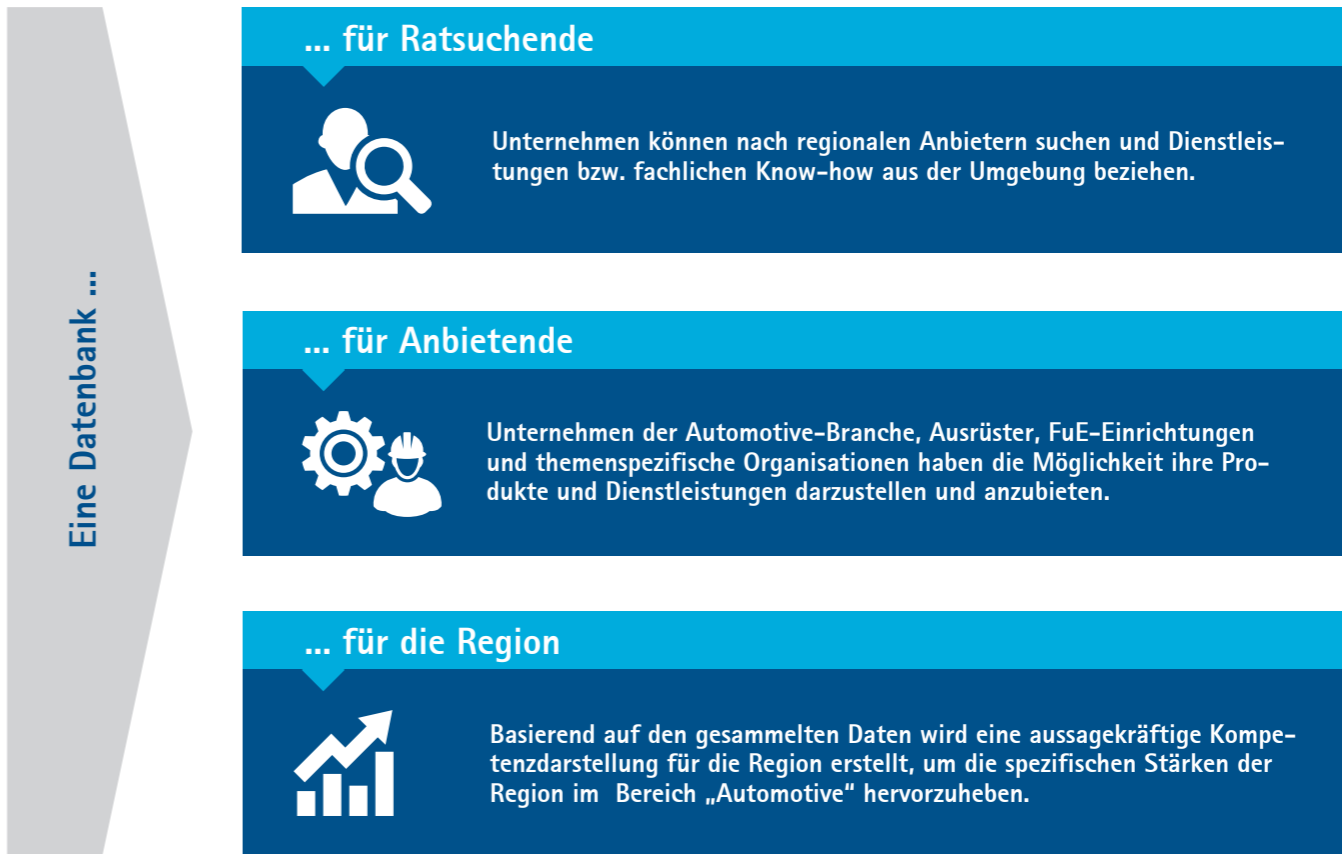 Eine Datenbank ...
... für Ratsuchende
Unternehmen können nach regionalen Anbietern suchen und Dienstleis-
tungen bzw. fachlichen Know-how aus der Umgebung beziehen.
... für Anbietende
Unternehmen der Automotive-Branche, Ausrüster, FuE-Einrichtungen
und themenspezifische Organisationen haben die Möglichkeit ihre Pro-
dukte und Dienstleistungen darzustellen und anzubieten.
... für die Region
Basierend auf den gesammelten Daten wird eine aussagekräftige Kompe-
tenzdarstellung für die Region erstellt, um die spezifischen Stärken der
Region im  Bereich „Automotive“ hervorzuheben.